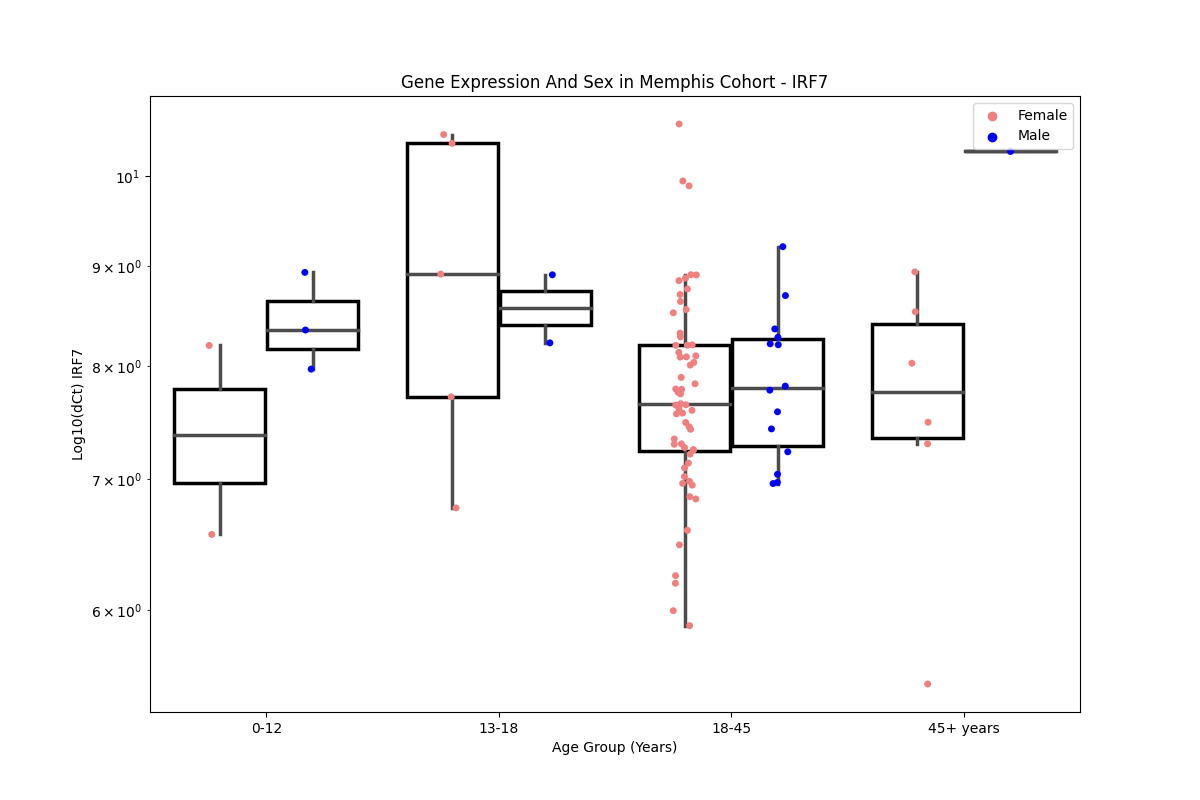 Gene Expression And Sex in Memphis Cohort - IRF7
Female
Male
10¹
9 × 10⁰
8 × 10⁰
7 × 10⁰
6 × 10⁰
Log10(dCt) IRF7
0-12
13-18
18-45
45+ years
Age Group (Years)